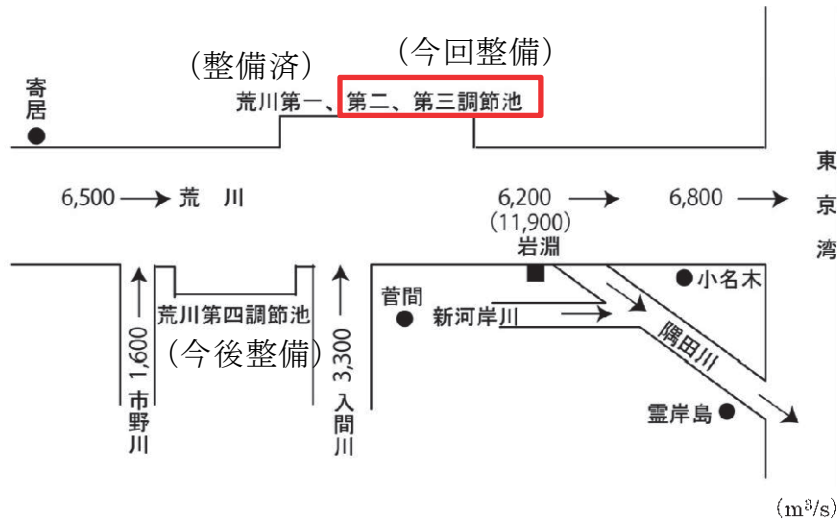 (整備済)
(今回整備)
荒川第一、第二、第三調節池
寄居
6,500
荒 川
6,200
(11,900)
岩淵
6,800
東京湾
小名木
菅間
新河岸川
隅田川
霊岸島
荒川第四調節池
(今後整備)
1,600
市野川
3,300
入間川
(m³/s)